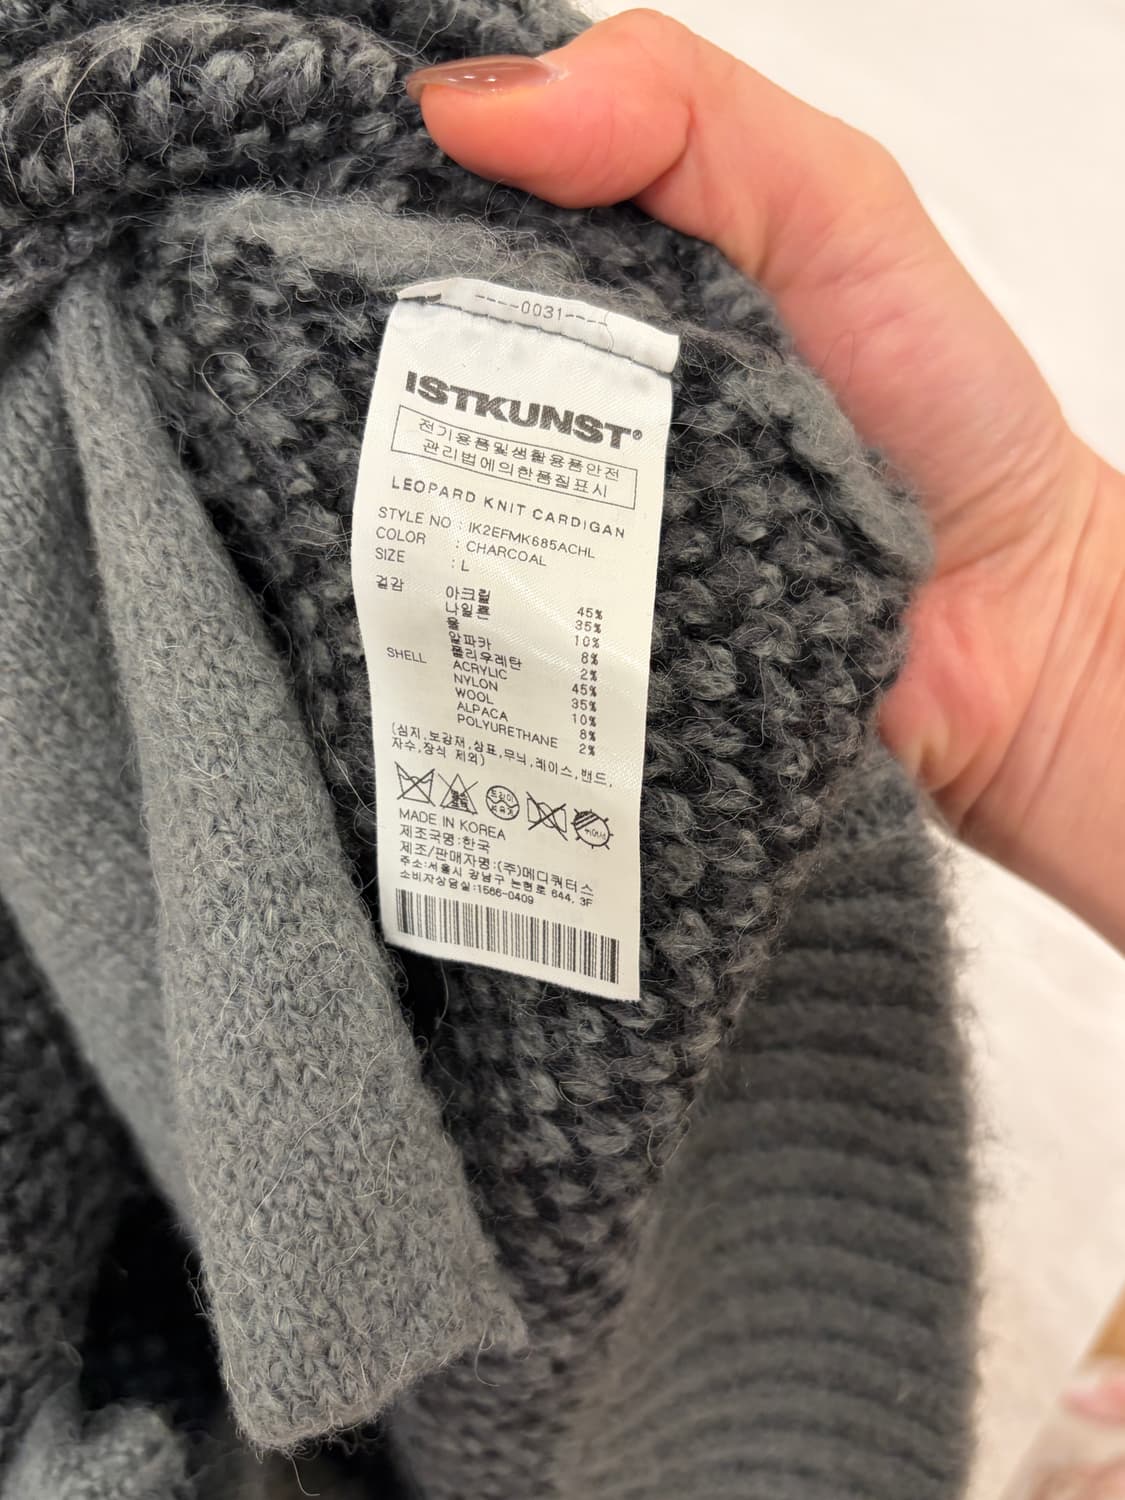 ----0031----
ISTKUNST®
전기용품및생활용품안전
관리법에의한품질표시
LEOPARD KNIT CARDIGAN
STYLE NO : IK2EFMK685ACHL
COLOR : CHARCOAL
SIZE : L
겉감 아크릴 45%
나일론 35%
울 10%
알파카 8%
폴리우레탄 2%
SHELL ACRYLIC 45%
NYLON 35%
WOOL 10%
ALPACA 8%
POLYURETHANE 2%
(심지,보강재,상표,무늬,레이스,밴드,
자수,장식 제외)
드라이
MADE IN KOREA
제조국명:한국
제조/판매자명:(주)메디쿼터스
주소:서울시 강남구 논현로 644, 3F
소비자상담실:1566-0409